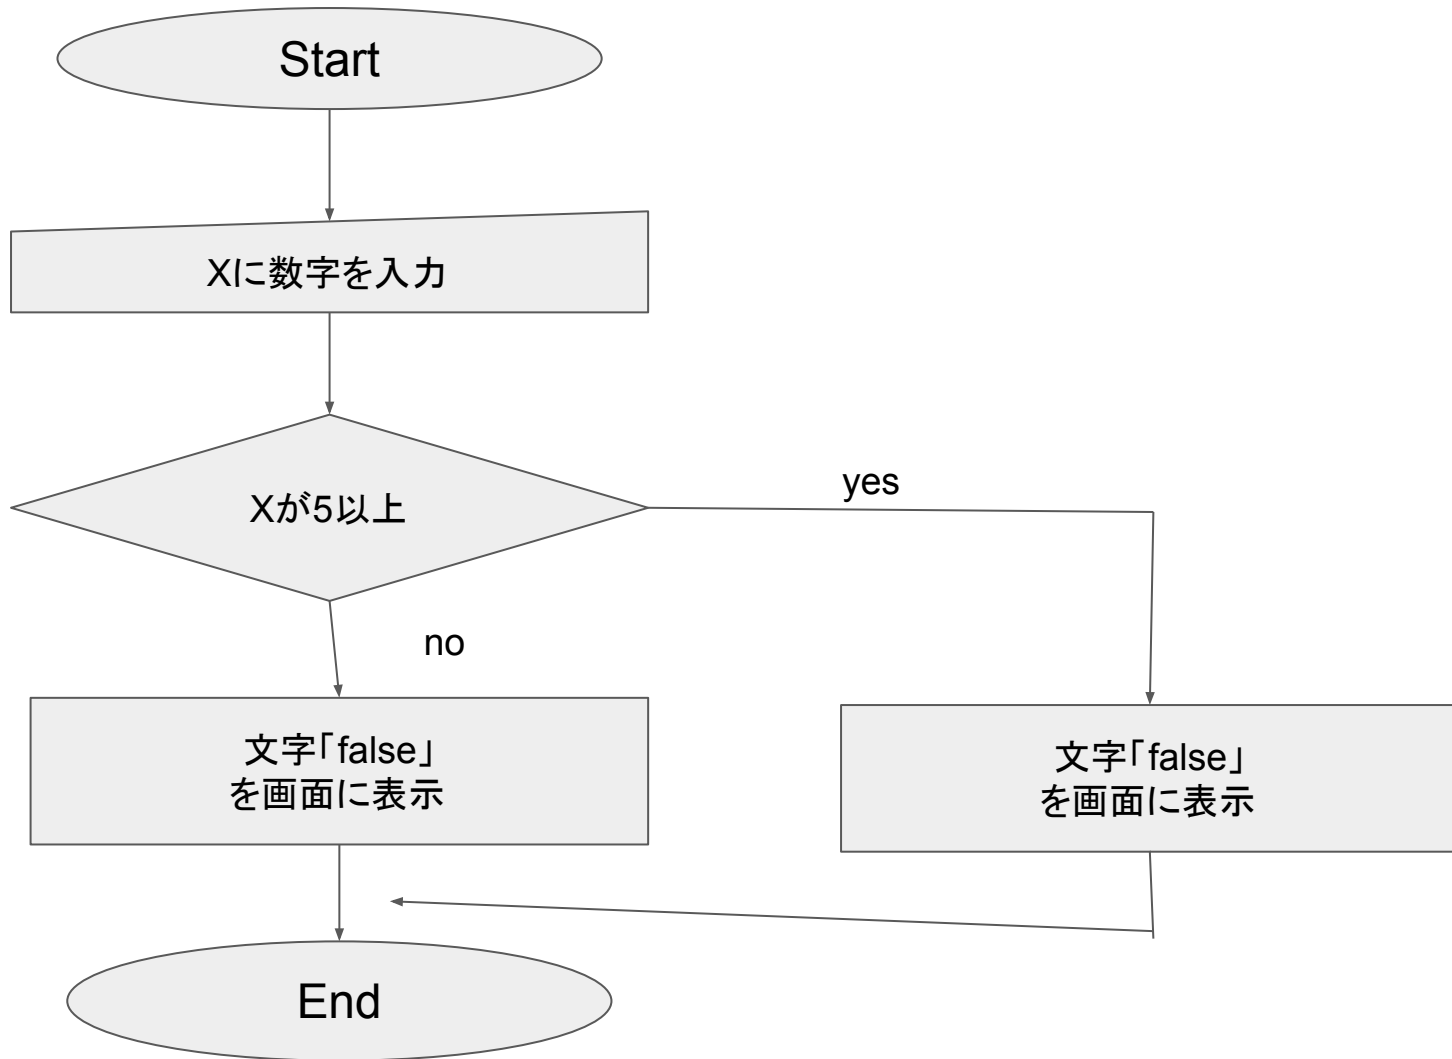 Start
Xに数字を入力
Xが5以上
yes
no
文字「false」
を画面に表示
文字「false」
を画面に表示
End